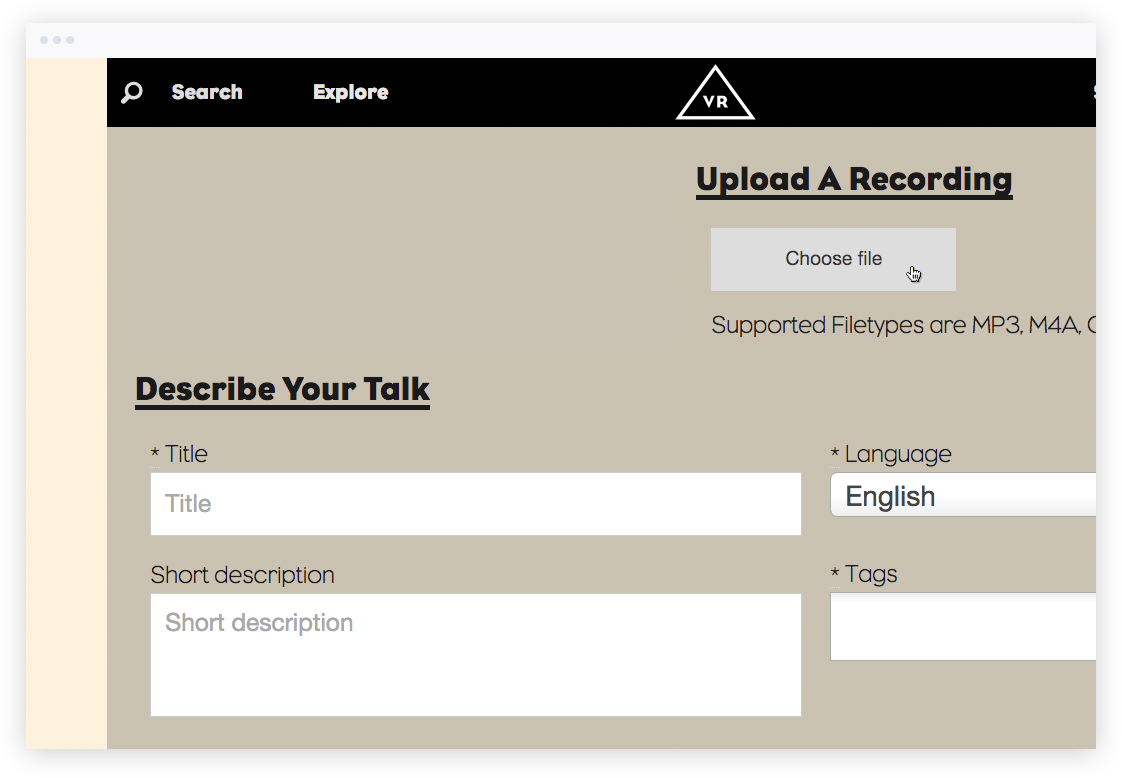 Search Explore VR
Upload A Recording
Choose file
Supported Filetypes are MP3, M4A,
Describe Your Talk
* Title
* Language
Title
English
Short description
* Tags
Short description